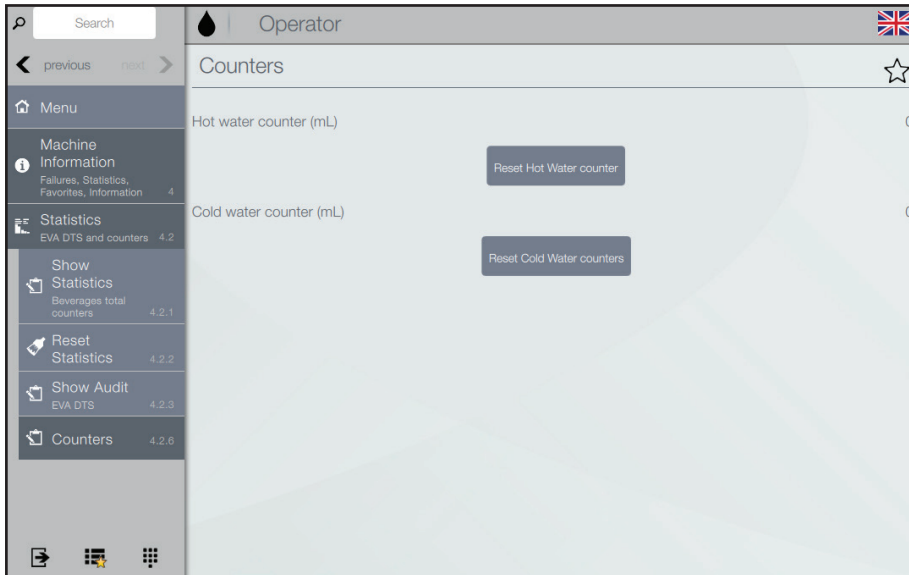 Search
Operator
previous
next
Counters
Menu
Machine
Information
Failures, Statistics,
Favorites, Information 4
Statistics
EVA DTS and counters 4.2
Show
Statistics
Beverages total
counters 4.2.1
Reset
Statistics 4.2.2
Show Audit
EVA DTS 4.2.3
Counters 4.2.6
Hot water counter (mL) 0
Reset Hot Water counter
Cold water counter (mL) 0
Reset Cold Water counters